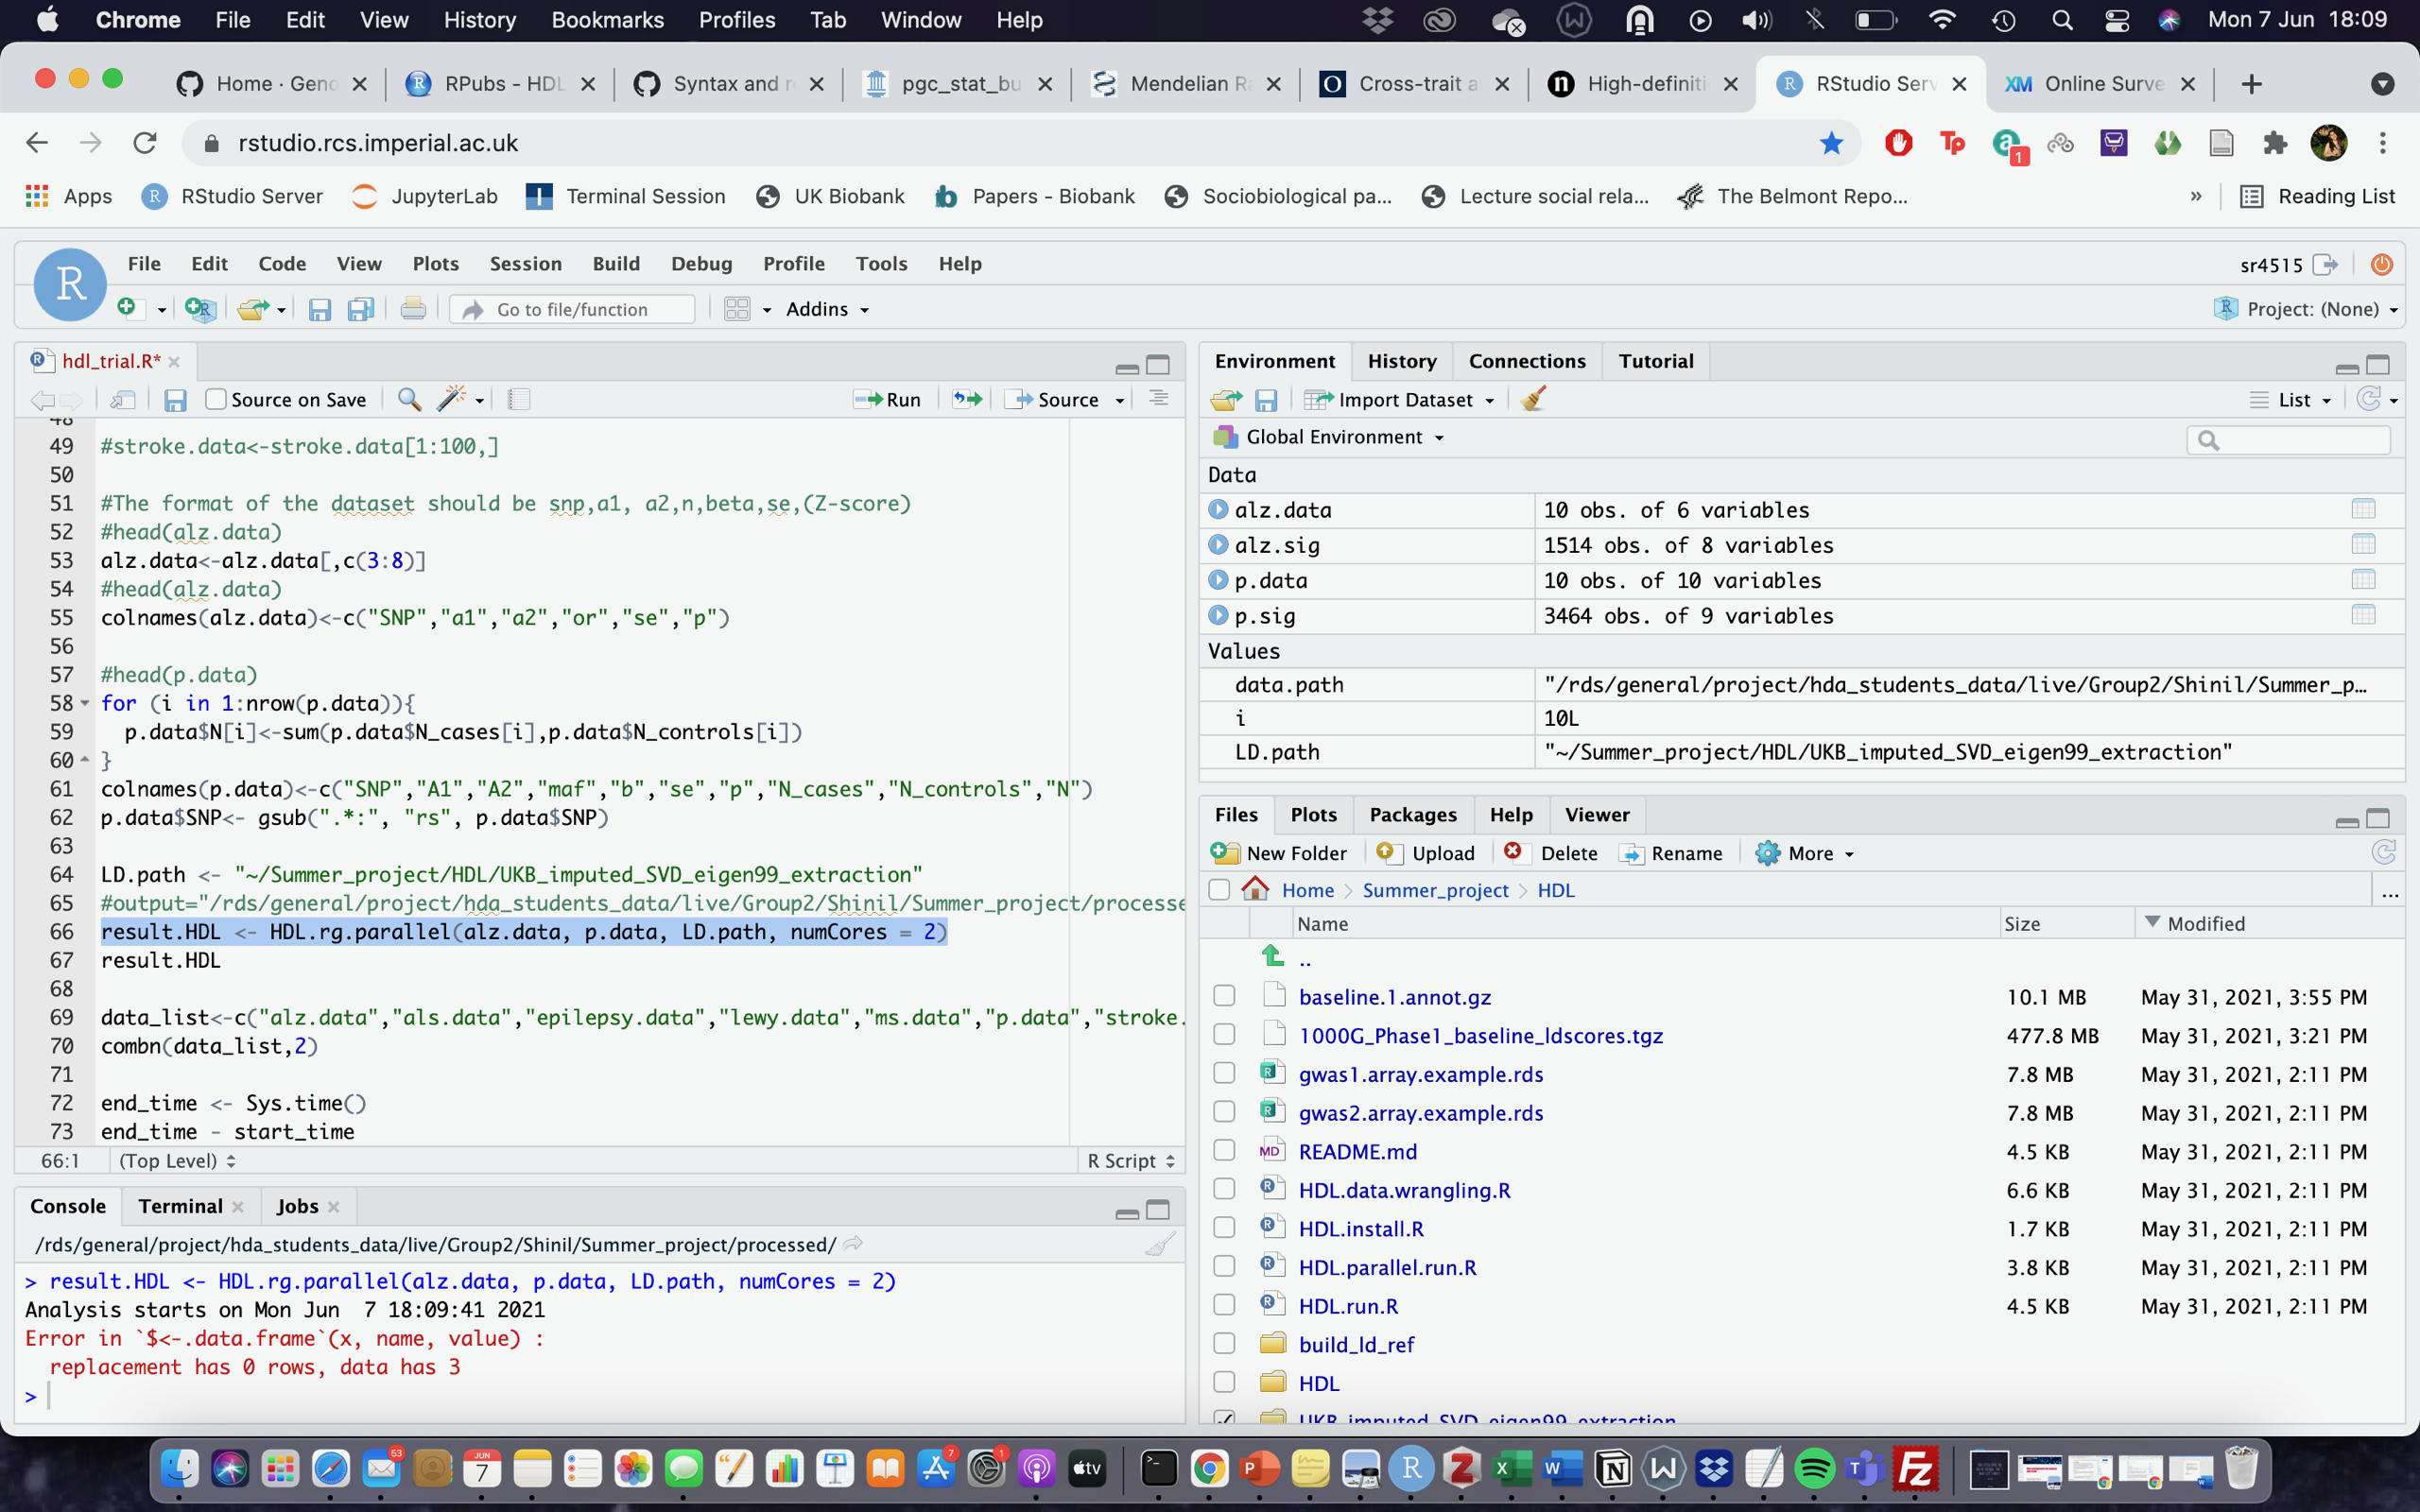 Chrome File Edit View History Bookmarks Profiles Tab Window Help Mon 7 Jun 18:09
Home · Geno RPubs - HDL Syntax and r pgc_stat_bu Mendelian Ra Cross-trait a High-definiti RStudio Serv XM Online Surve
rstudio.rcs.imperial.ac.uk
Apps RStudio Server JupyterLab Terminal Session UK Biobank Papers - Biobank Sociobiological pa... Lecture social rela... The Belmont Repo... » Reading List
File Edit Code View Plots Session Build Debug Profile Tools Help sr4515
Go to file/function Addins Project: (None)
hdl_trial.R*
Source on Save Run Source
48
49 #stroke.data<-stroke.data[1:100,]
50
51 #The format of the dataset should be snp,a1, a2,n,beta,se,(Z-score)
52 #head(alz.data)
53 alz.data<-alz.data[,c(3:8)]
54 #head(alz.data)
55 colnames(alz.data)<-c("SNP","a1","a2","or","se","p")
56
57 #head(p.data)
58 for (i in 1:nrow(p.data)){
59 p.data$N[i]<-sum(p.data$N_cases[i],p.data$N_controls[i])
60 }
61 colnames(p.data)<-c("SNP","A1","A2","maf","b","se","p","N_cases","N_controls","N")
62 p.data$SNP<- gsub(".*:", "rs", p.data$SNP)
63
64 LD.path <- "~/Summer_project/HDL/UKB_imputed_SVD_eigen99_extraction"
65 #output="/rds/general/project/hda_students_data/live/Group2/Shinil/Summer_project/processe
66 result.HDL <- HDL.rg.parallel(alz.data, p.data, LD.path, numCores = 2)
67 result.HDL
68
69 data_list<-c("alz.data","als.data","epilepsy.data","lewy.data","ms.data","p.data","stroke.
70 combn(data_list,2)
71
72 end_time <- Sys.time()
73 end_time - start_time
66:1 (Top Level) R Script
Console Terminal Jobs
/rds/general/project/hda_students_data/live/Group2/Shinil/Summer_project/processed/
> result.HDL <- HDL.rg.parallel(alz.data, p.data, LD.path, numCores = 2)
Analysis starts on Mon Jun 7 18:09:41 2021
Error in `$<-.data.frame`(x, name, value) :
replacement has 0 rows, data has 3
>
Environment History Connections Tutorial
Import Dataset List
Global Environment
Data
alz.data 10 obs. of 6 variables
alz.sig 1514 obs. of 8 variables
p.data 10 obs. of 10 variables
p.sig 3464 obs. of 9 variables
Values
data.path "/rds/general/project/hda_students_data/live/Group2/Shinil/Summer_p…
i 10L
LD.path "~/Summer_project/HDL/UKB_imputed_SVD_eigen99_extraction"
Files Plots Packages Help Viewer
New Folder Upload Delete Rename More
Home Summer_project HDL ...
Name Size Modified
..
baseline.1.annot.gz 10.1 MB May 31, 2021, 3:55 PM
1000G_Phase1_baseline_ldscores.tgz 477.8 MB May 31, 2021, 3:21 PM
gwas1.array.example.rds 7.8 MB May 31, 2021, 2:11 PM
gwas2.array.example.rds 7.8 MB May 31, 2021, 2:11 PM
README.md 4.5 KB May 31, 2021, 2:11 PM
HDL.data.wrangling.R 6.6 KB May 31, 2021, 2:11 PM
HDL.install.R 1.7 KB May 31, 2021, 2:11 PM
HDL.parallel.run.R 3.8 KB May 31, 2021, 2:11 PM
HDL.run.R 4.5 KB May 31, 2021, 2:11 PM
build_ld_ref
HDL
UKB_imputed_SVD_eigen99_extraction